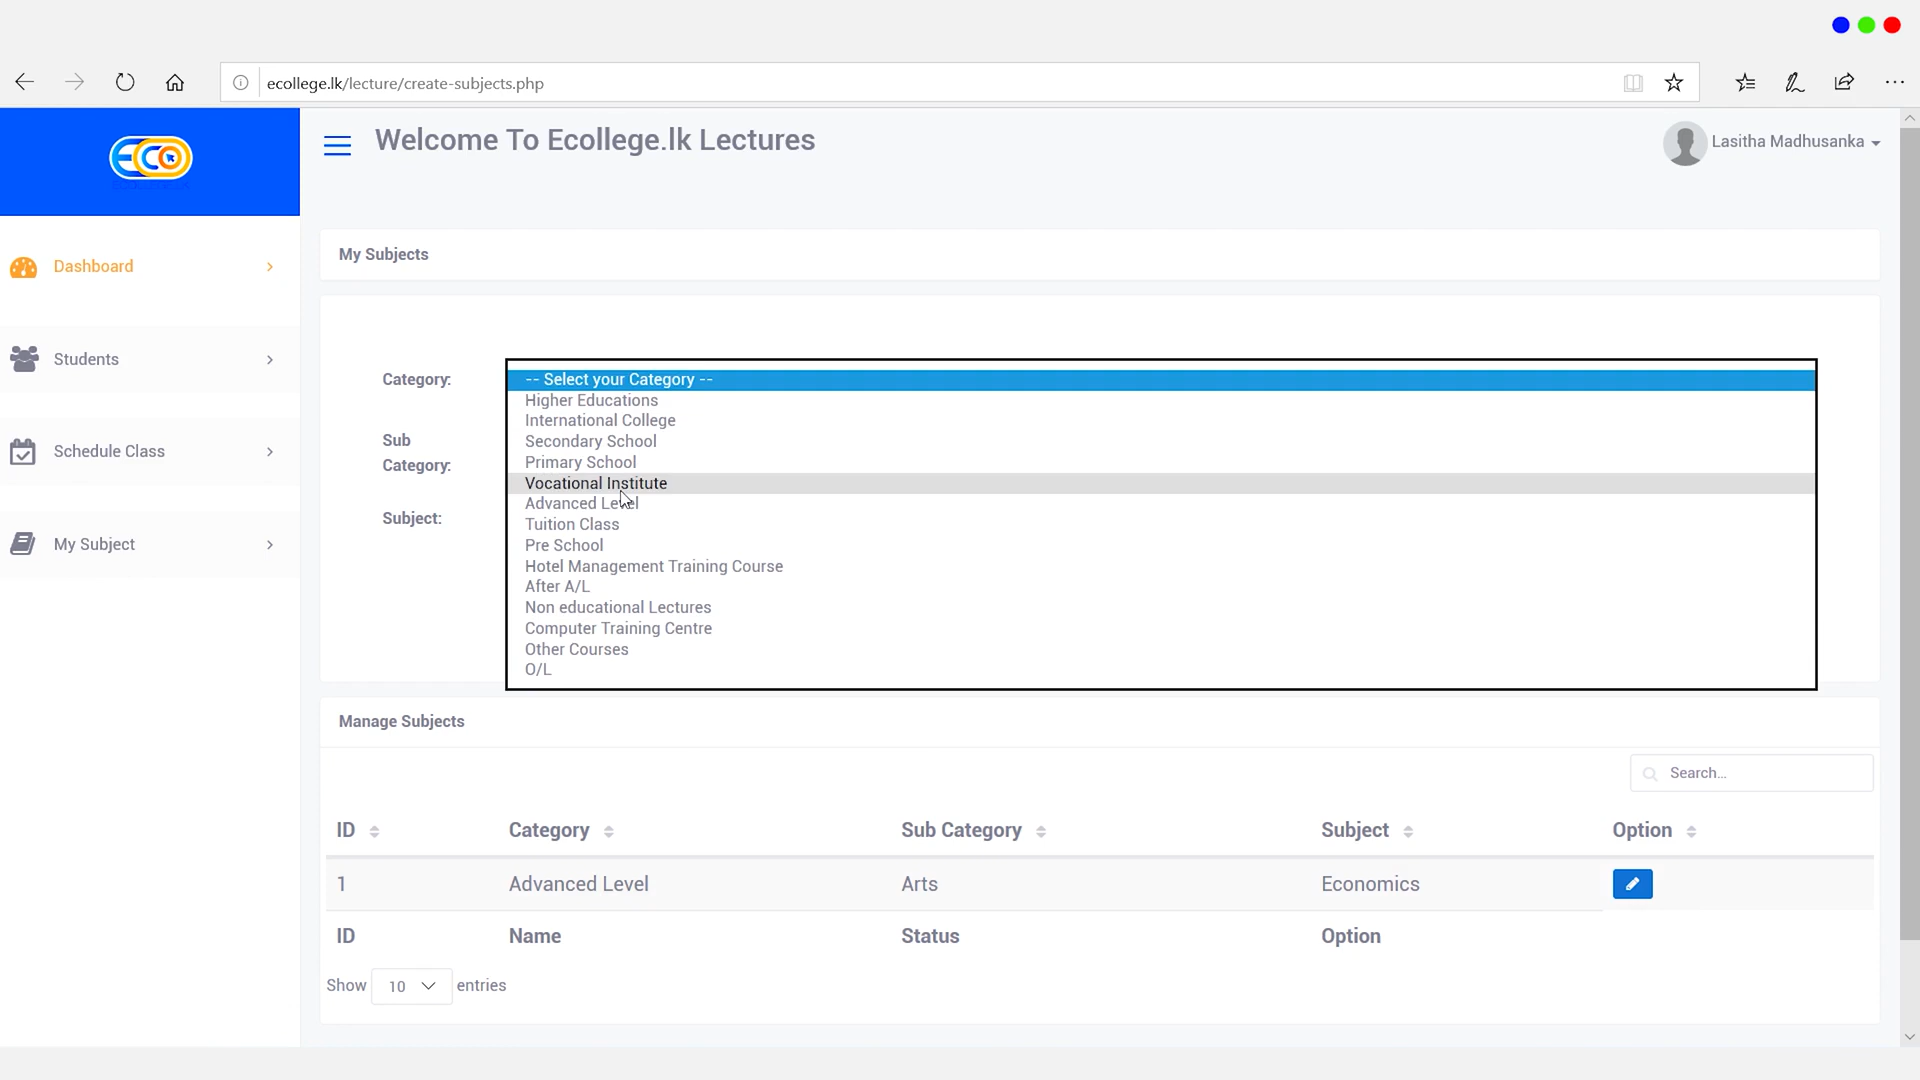 ecollege.lk/lecture/create-subjects.php
ECO
Welcome To Ecollege.lk Lectures
Lasitha Madhusanka
Dashboard
Students
Schedule Class
My Subject
My Subjects
Category:
-- Select your Category --
Higher Educations
International College
Secondary School
Primary School
Vocational Institute
Advanced Level
Tuition Class
Pre School
Hotel Management Training Course
After A/L
Non educational Lectures
Computer Training Centre
Other Courses
O/L
Sub
Category:
Subject:
Manage Subjects
Search...
ID Category Sub Category Subject Option
1 Advanced Level Arts Economics
ID Name Status Option
Show 10 entries